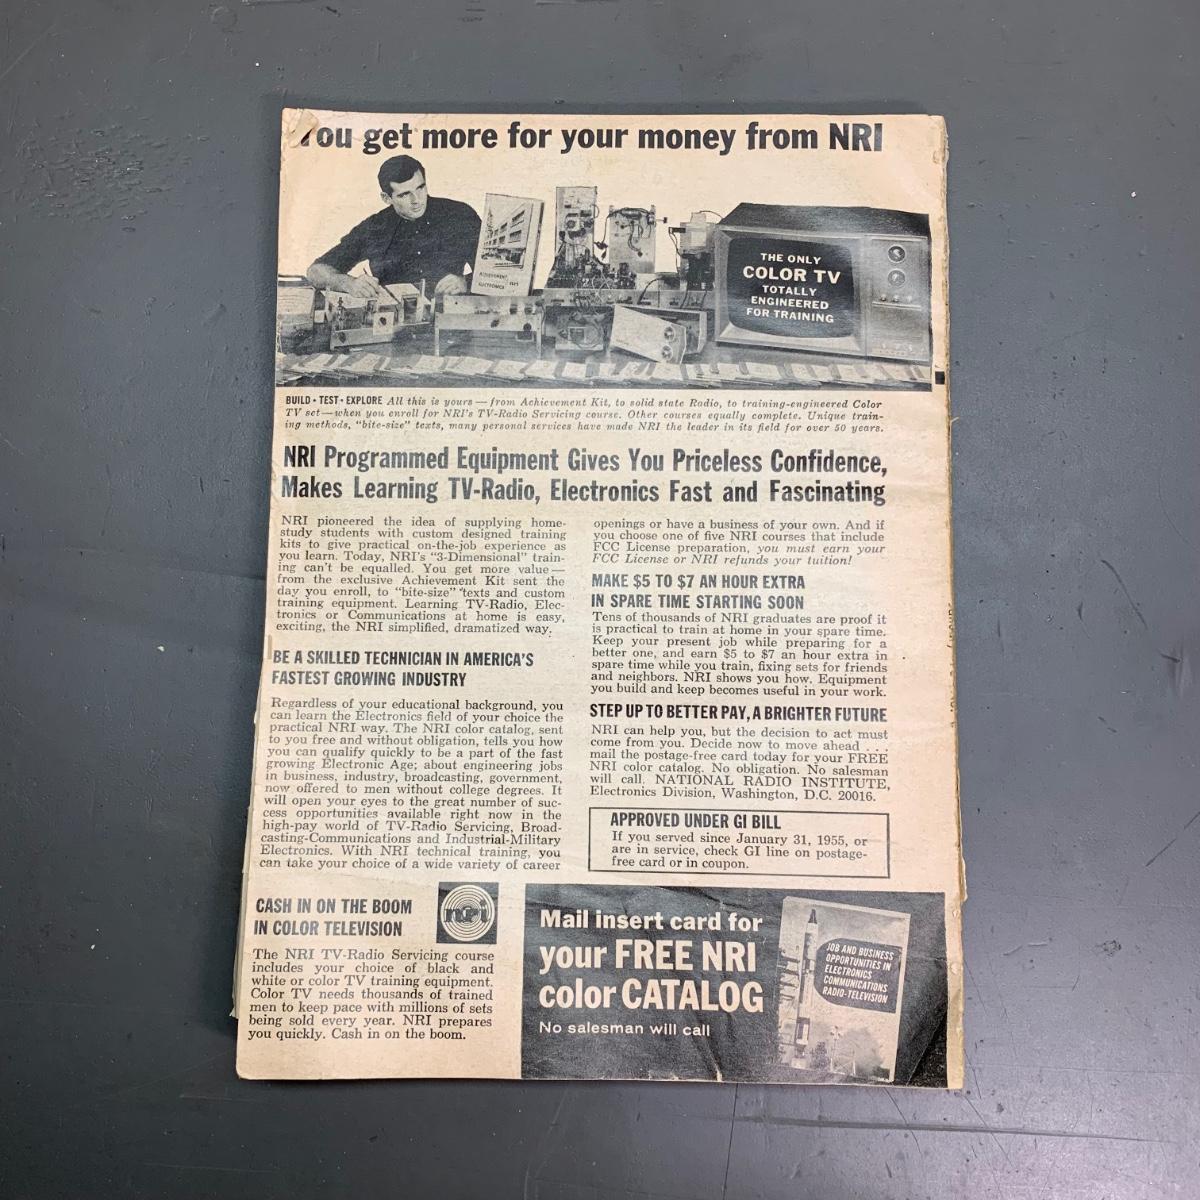 You get more for your money from NRI
ACHIEVEMENT
ELECTRONICS
THE ONLY
COLOR TV
TOTALLY
ENGINEERED
FOR TRAINING
BUILD • TEST • EXPLORE All this is yours — from Achievement Kit, to solid state Radio, to training-engineered Color
TV set — when you enroll for NRI's TV-Radio Servicing course. Other courses equally complete. Unique train-
ing methods, "bite-size" texts, many personal services have made NRI the leader in its field for over 50 years.
NRI Programmed Equipment Gives You Priceless Confidence,
Makes Learning TV-Radio, Electronics Fast and Fascinating
NRI pioneered the idea of supplying home-
study students with custom designed training
kits to give practical on-the-job experience as
you learn. Today, NRI's "3-Dimensional" train-
ing can't be equalled. You get more value —
from the exclusive Achievement Kit sent the
day you enroll, to "bite-size" texts and custom
training equipment. Learning TV-Radio, Elec-
tronics or Communications at home is easy,
exciting, the NRI simplified, dramatized way.
BE A SKILLED TECHNICIAN IN AMERICA'S
FASTEST GROWING INDUSTRY
Regardless of your educational background, you
can learn the Electronics field of your choice the
practical NRI way. The NRI color catalog, sent
to you free and without obligation, tells you how
you can qualify quickly to be a part of the fast
growing Electronic Age; about engineering jobs
in business, industry, broadcasting, government,
now offered to men without college degrees. It
will open your eyes to the great number of suc-
cess opportunities available right now in the
high-pay world of TV-Radio Servicing, Broad-
casting-Communications and Industrial-Military
Electronics. With NRI technical training, you
can take your choice of a wide variety of career
openings or have a business of your own. And if
you choose one of five NRI courses that include
FCC License preparation, you must earn your
FCC License or NRI refunds your tuition!
MAKE $5 TO $7 AN HOUR EXTRA
IN SPARE TIME STARTING SOON
Tens of thousands of NRI graduates are proof it
is practical to train at home in your spare time.
Keep your present job while preparing for a
better one, and earn $5 to $7 an hour extra in
spare time while you train, fixing sets for friends
and neighbors. NRI shows you how. Equipment
you build and keep becomes useful in your work.
STEP UP TO BETTER PAY, A BRIGHTER FUTURE
NRI can help you, but the decision to act must
come from you. Decide now to move ahead . . .
mail the postage-free card today for your FREE
NRI color catalog. No obligation. No salesman
will call. NATIONAL RADIO INSTITUTE,
Electronics Division, Washington, D.C. 20016.
APPROVED UNDER GI BILL
If you served since January 31, 1955, or
are in service, check GI line on postage-
free card or in coupon.
CASH IN ON THE BOOM
IN COLOR TELEVISION
nri
The NRI TV-Radio Servicing course
includes your choice of black and
white or color TV training equipment.
Color TV needs thousands of trained
men to keep pace with millions of sets
being sold every year. NRI prepares
you quickly. Cash in on the boom.
Mail insert card for
your FREE NRI
color CATALOG
No salesman will call
JOB AND BUSINESS
OPPORTUNITIES IN
ELECTRONICS
COMMUNICATIONS
RADIO-TELEVISION